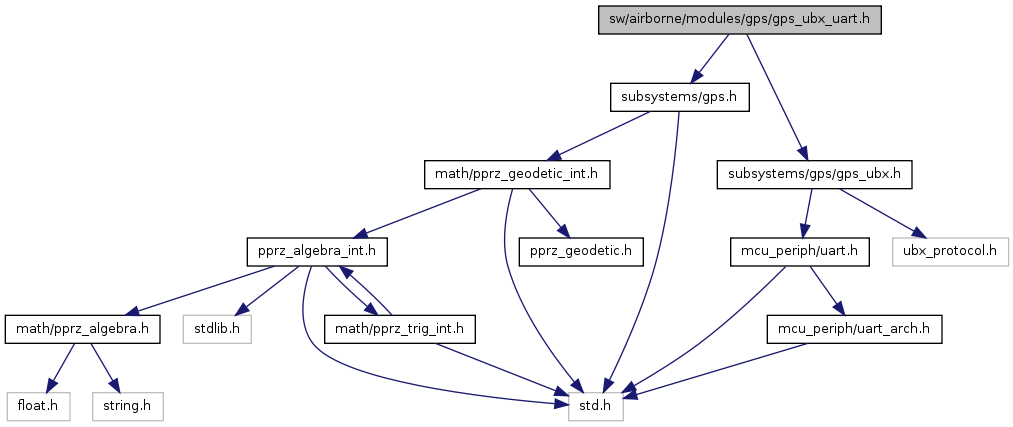 sw/airborne/modules/gps/gps_ubx_uart.h
subsystems/gps.h
math/pprz_geodetic_int.h
subsystems/gps/gps_ubx.h
pprz_algebra_int.h
pprz_geodetic.h
mcu_periph/uart.h
ubx_protocol.h
math/pprz_algebra.h
stdlib.h
math/pprz_trig_int.h
mcu_periph/uart_arch.h
float.h
string.h
std.h